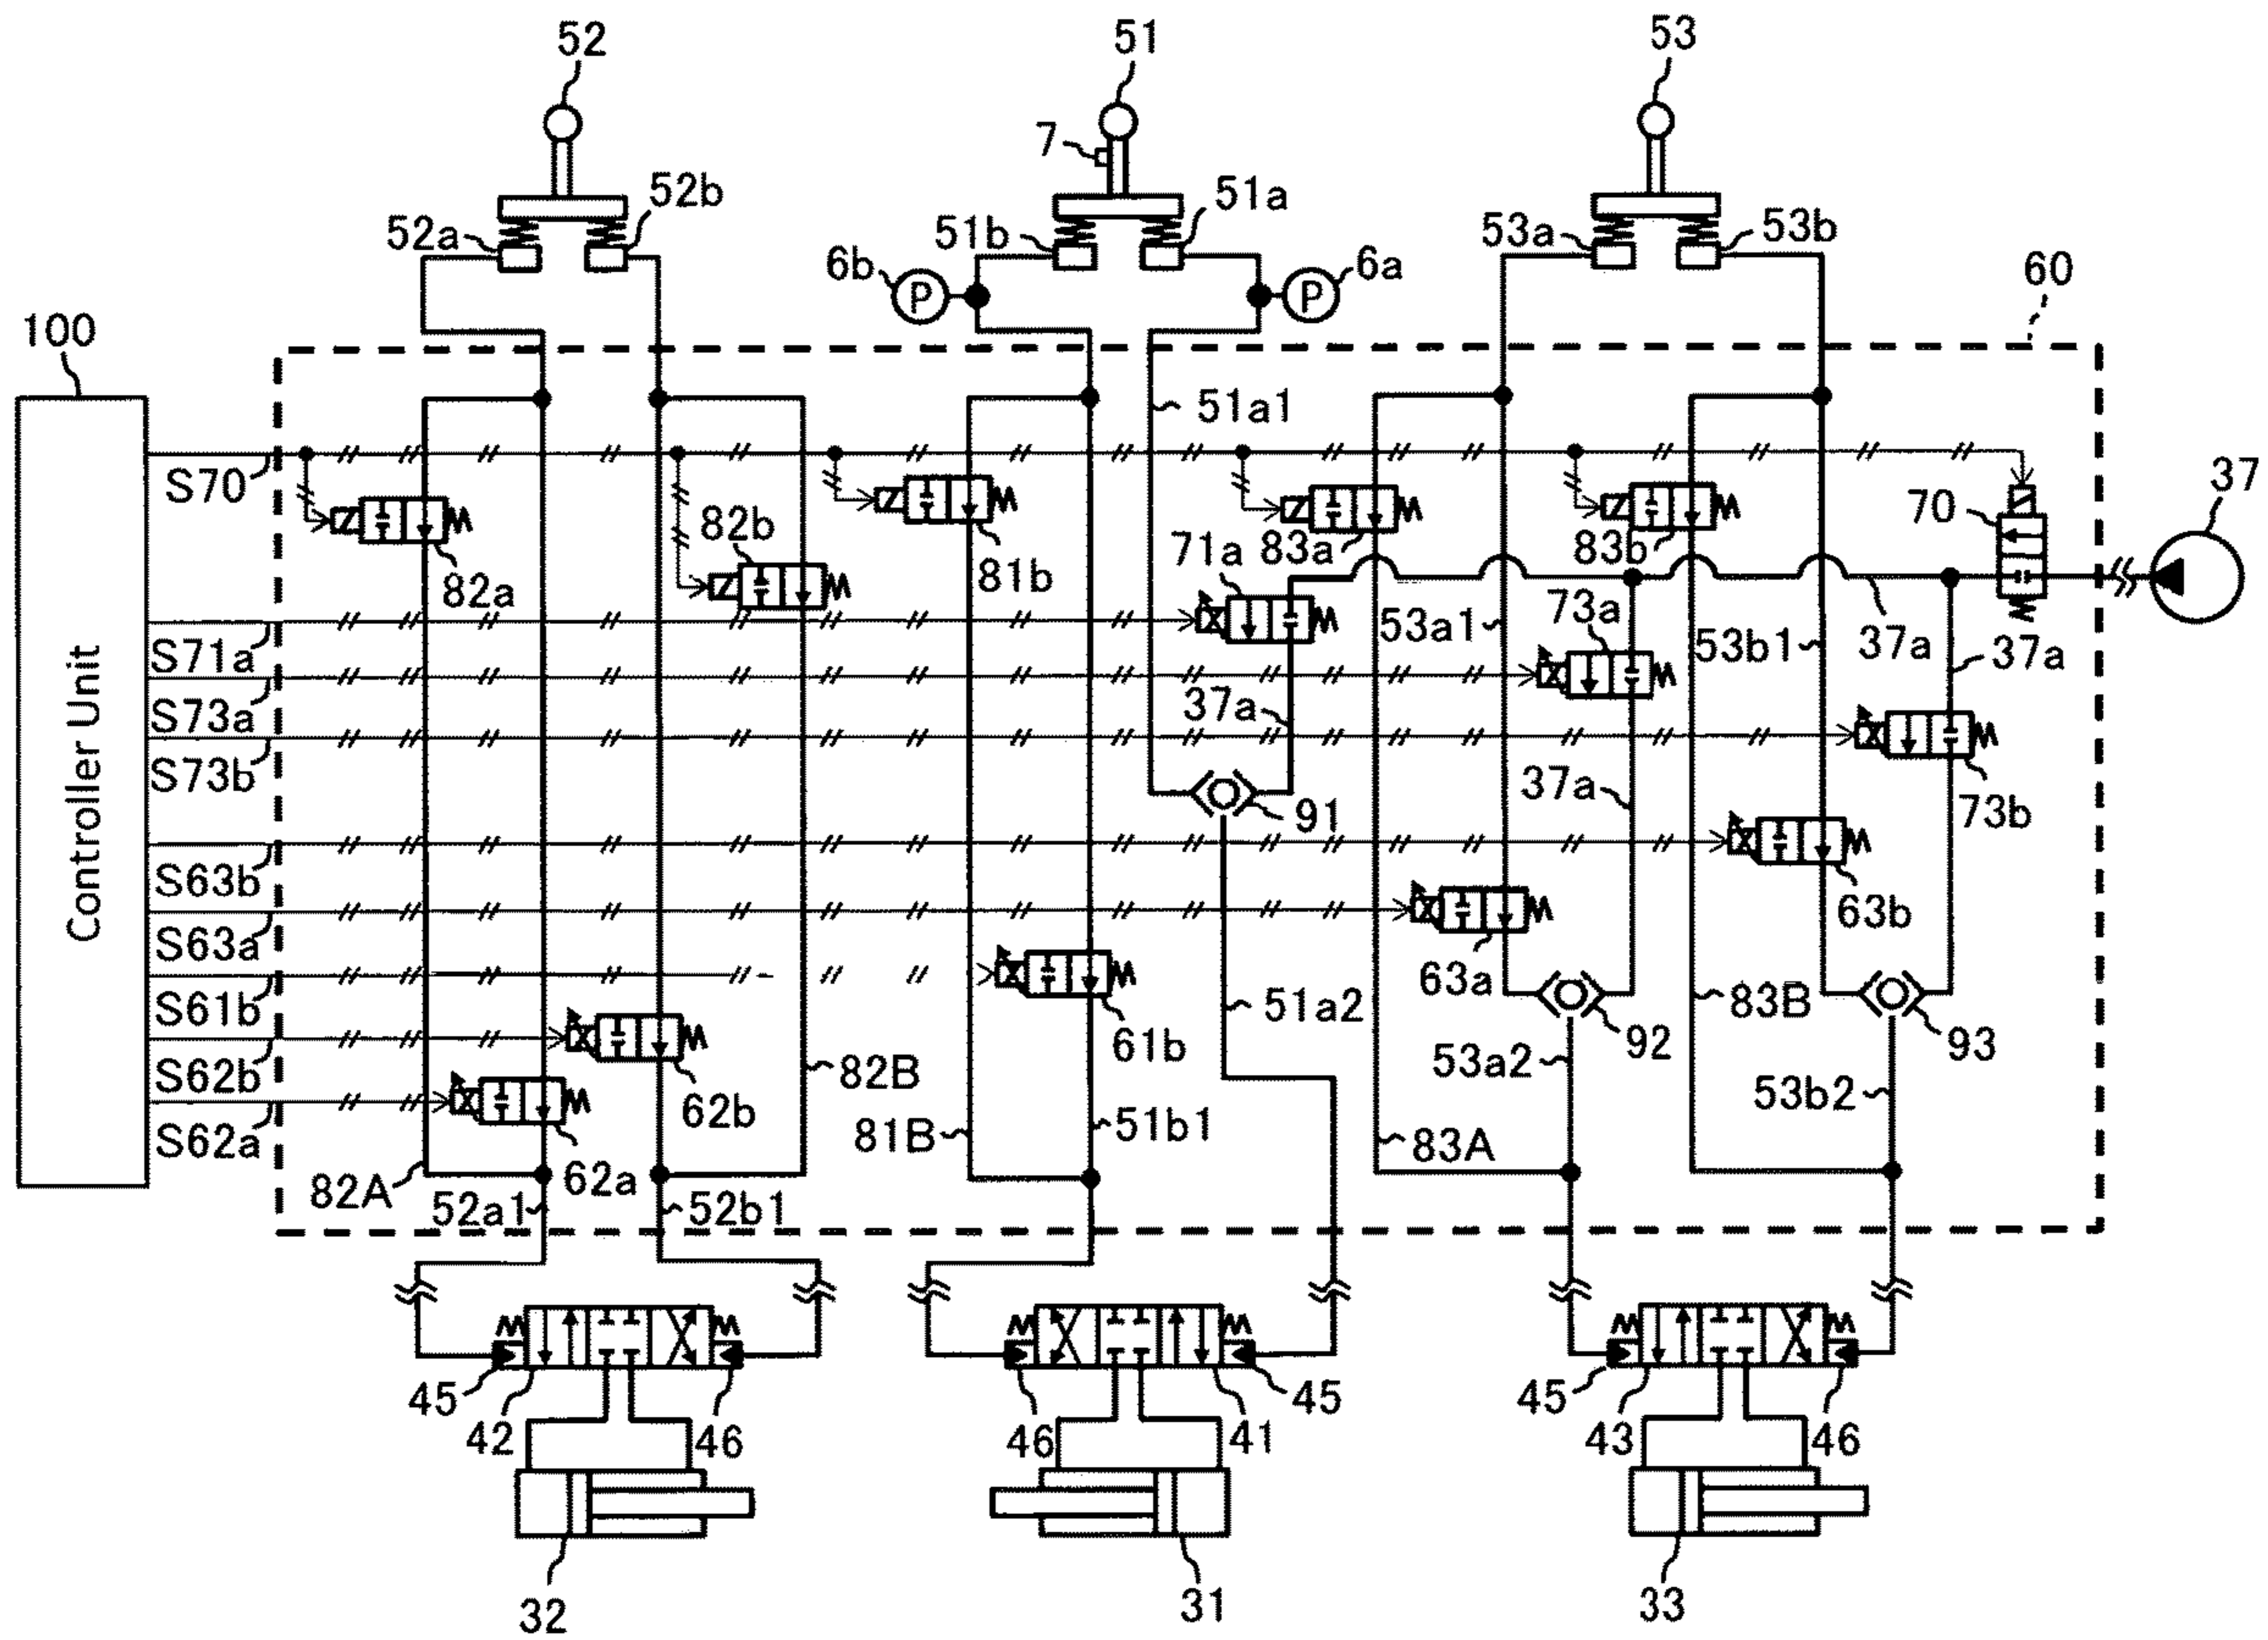 52
51
53
7
52b
51a
52a
51b
53a
53b
6b
P
P
6a
60
100
51a1
S70
37
70
82b
71a
83a
83b
82a
81b
73a
53a1
53b1
37a
37a
S71a
Controller Unit
S73a
37a
S73b
37a
91
73b
S63b
63b
S63a
63a
51a2
83B
S61b
61b
92
93
53a2
82B
S62b
62b
53b2
S62a
81B
51b1
83A
82A
52a1
62a
52b1
45
42
46
46
41
45
45
43
46
32
31
33